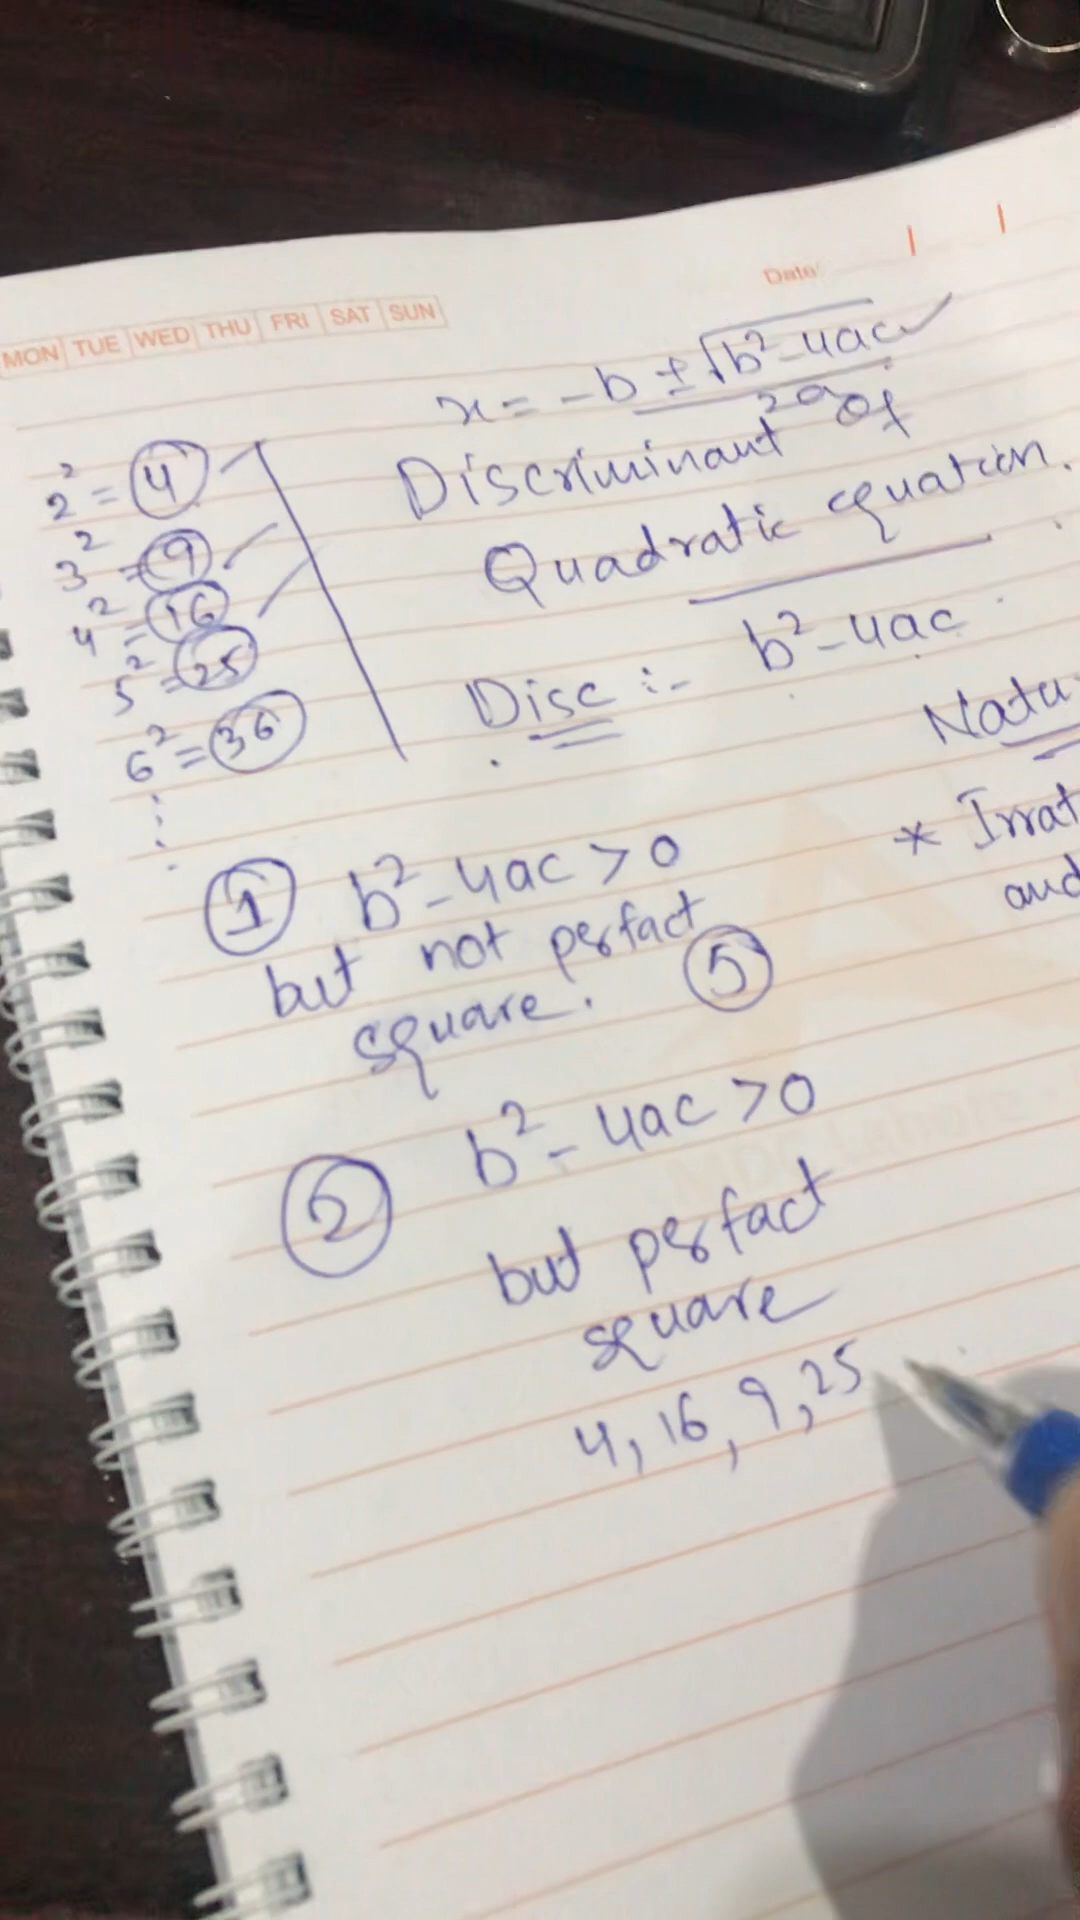 Date:
MON TUE WED THU FRI SAT SUN
x = -b ± √b²-4ac
2a
Discriminant of
Quadratic equation.
2² = 4
3² = 9
4² = 16
5² = 25
6² = 36
Disc :- b²-4ac
Natu
① b²-4ac > 0
but not perfact
square. ⑤
* Irrat
and
② b²-4ac > 0
but perfact
square
4, 16, 9, 25